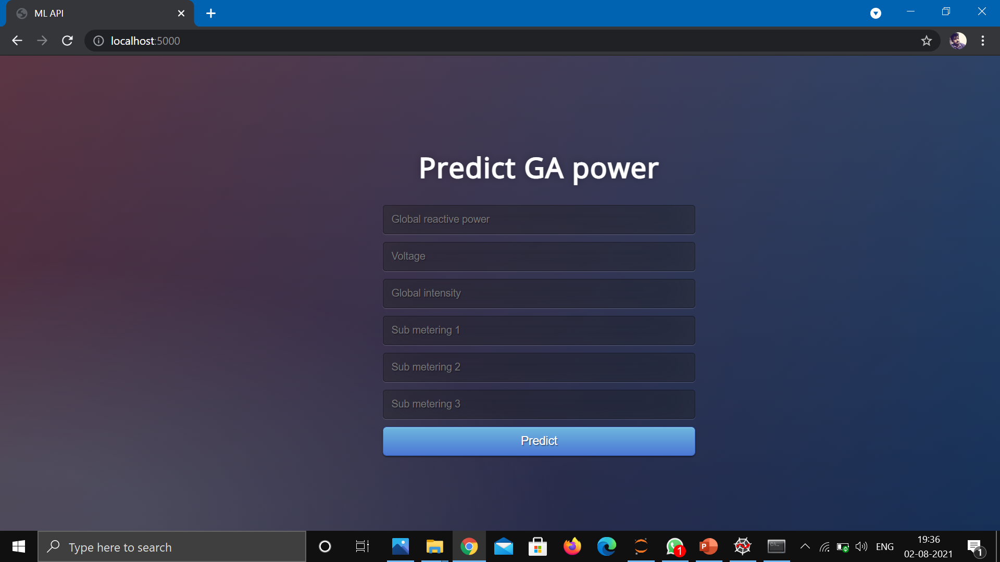 ML API
localhost:5000
Predict GA power
Global reactive power
Voltage
Global intensity
Sub metering 1
Sub metering 2
Sub metering 3
Predict
Type here to search
1
P
ENG
19:36
02-08-2021
1